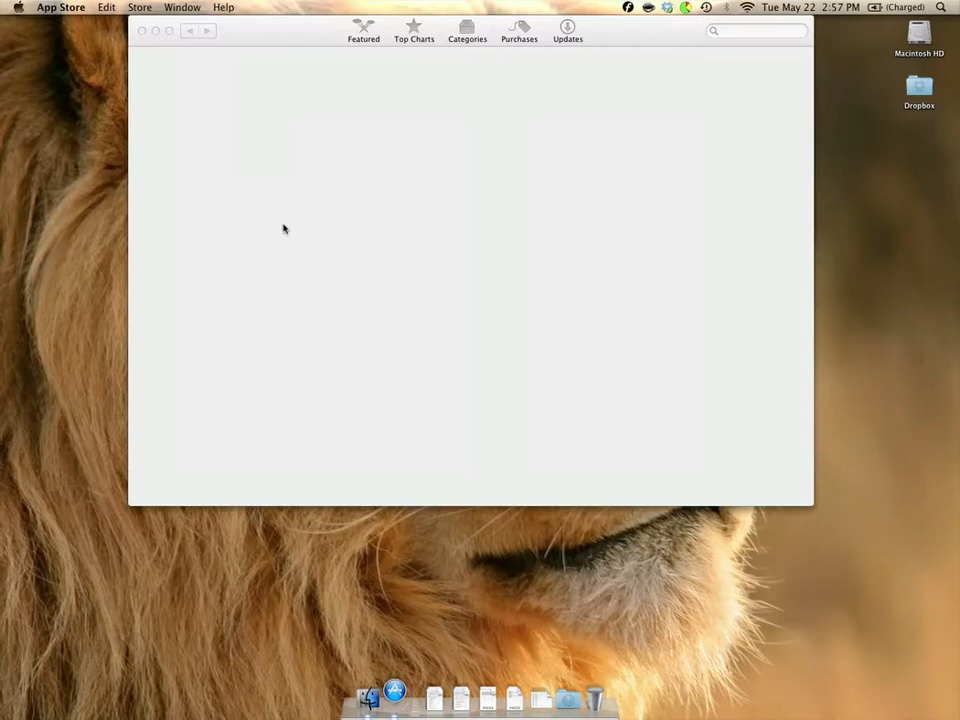 App Store Edit Store Window Help Tue May 22 2:57 PM (Charged)
Featured Top Charts Categories Purchases Updates
Macintosh HD
Dropbox